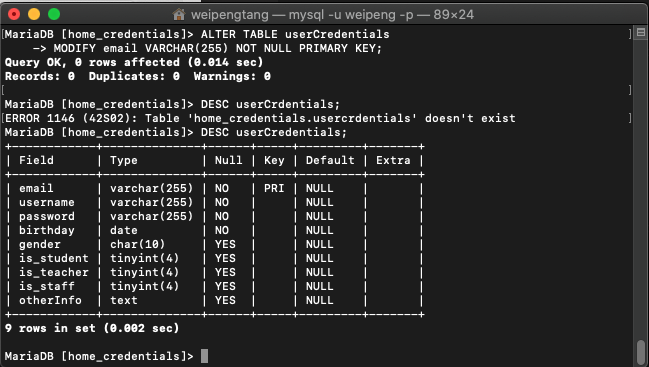 weipengtang — mysql -u weipeng -p — 89×24
[MariaDB [home_credentials]> ALTER TABLE userCredentials ]
    -> MODIFY email VARCHAR(255) NOT NULL PRIMARY KEY;
Query OK, 0 rows affected (0.014 sec)
Records: 0  Duplicates: 0  Warnings: 0
[ ]
MariaDB [home_credentials]> DESC userCrdentials;
[ERROR 1146 (42S02): Table 'home_credentials.usercrdentials' doesn't exist ]
MariaDB [home_credentials]> DESC userCredentials;
+------------+--------------+------+-----+---------+-------+
| Field      | Type         | Null | Key | Default | Extra |
+------------+--------------+------+-----+---------+-------+
| email      | varchar(255) | NO   | PRI | NULL    |       |
| username   | varchar(255) | NO   |     | NULL    |       |
| password   | varchar(255) | NO   |     | NULL    |       |
| birthday   | date         | NO   |     | NULL    |       |
| gender     | char(10)     | YES  |     | NULL    |       |
| is_student | tinyint(4)   | YES  |     | NULL    |       |
| is_teacher | tinyint(4)   | YES  |     | NULL    |       |
| is_staff   | tinyint(4)   | YES  |     | NULL    |       |
| otherInfo  | text         | YES  |     | NULL    |       |
+------------+--------------+------+-----+---------+-------+
9 rows in set (0.002 sec)
MariaDB [home_credentials]>